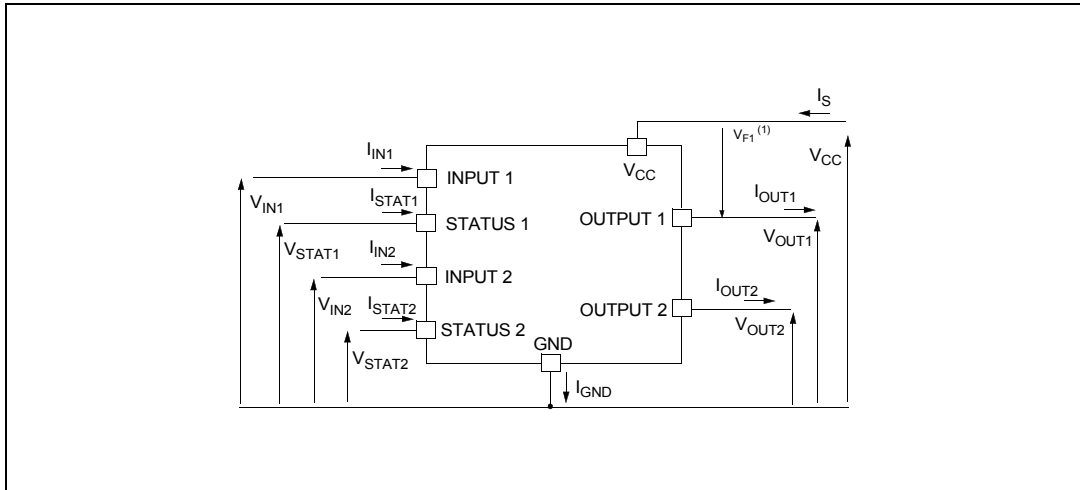 I_S
V_F1 (1)
V_CC
I_IN1
V_CC
INPUT 1
V_IN1
I_STAT1
STATUS 1
OUTPUT 1
I_OUT1
V_OUT1
V_STAT1
I_IN2
INPUT 2
V_IN2
I_STAT2
STATUS 2
OUTPUT 2
I_OUT2
V_OUT2
V_STAT2
GND
I_GND